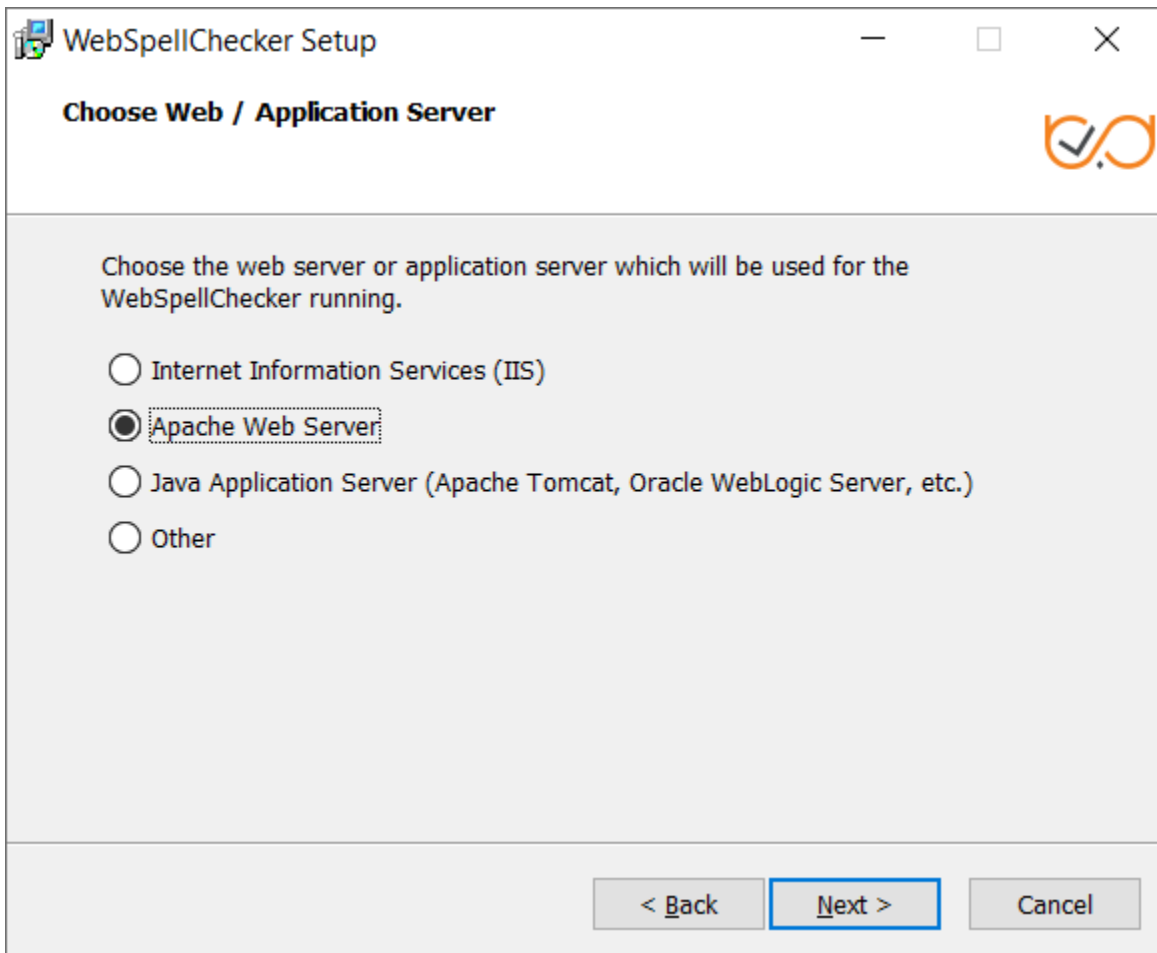 WebSpellChecker Setup
Choose Web / Application Server
Choose the web server or application server which will be used for the
WebSpellChecker running.
Internet Information Services (IIS)
Apache Web Server
Java Application Server (Apache Tomcat, Oracle WebLogic Server, etc.)
Other
< Back Next > Cancel